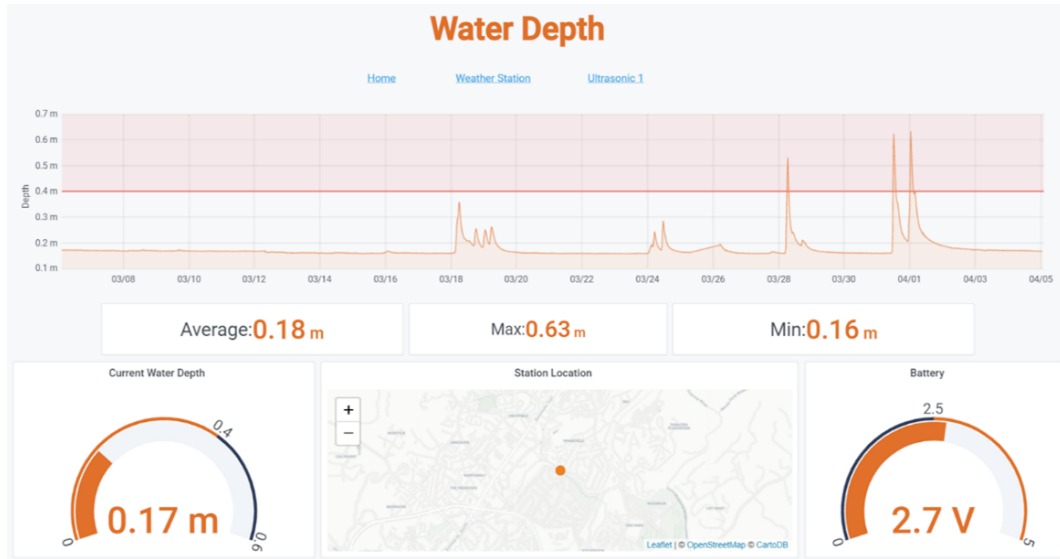 Water Depth
Home Weather Station Ultrasonic 1
0.7 m
0.6 m
0.5 m
0.4 m
0.3 m
0.2 m
0.1 m
Depth
03/08 03/10 03/12 03/14 03/16 03/18 03/20 03/22 03/24 03/26 03/28 03/30 04/01 04/03 04/05
Average:0.18 m Max:0.63 m Min:0.16 m
Current Water Depth
0.4
0
0.6
0.17 m
Station Location
+
−
Leaflet | © OpenStreetMap © CartoDB
Battery
2.5
0
5
2.7 V